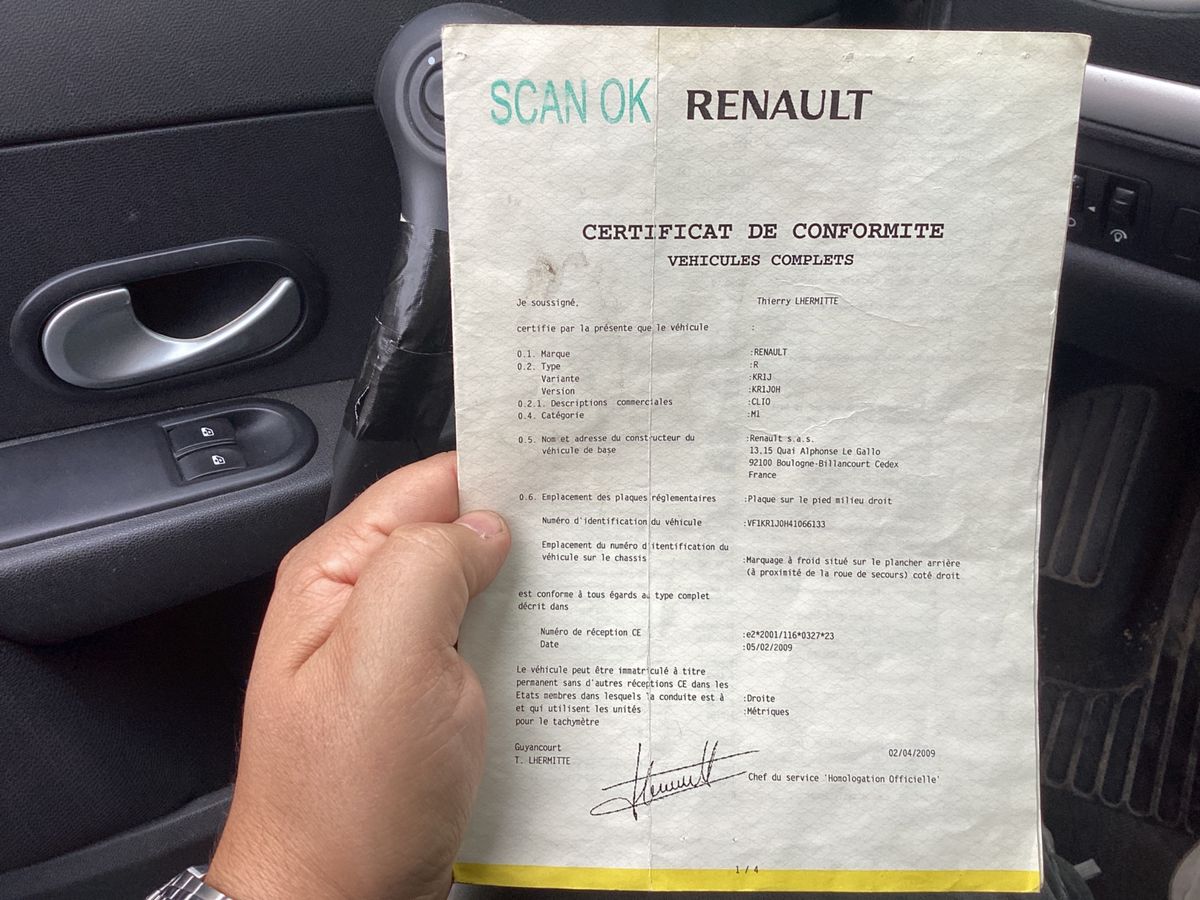 SCAN OK RENAULT
CERTIFICAT DE CONFORMITE
VEHICULES COMPLETS
Je soussigné, Thierry LHERMITTE
certifie par la présente que le véhicule :
0.1. Marque :RENAULT
0.2. Type :R
Variante :KR1J
Version :KR1J0H
0.2.1. Descriptions commerciales :CLIO
0.4. Catégorie :M1
0.5. Nom et adresse du constructeur du :Renault s.a.s.
véhicule de base 13.15 Quai Alphonse Le Gallo
92100 Boulogne-Billancourt Cedex
France
0.6. Emplacement des plaques réglementaires :Plaque sur le pied milieu droit
Numéro d'identification du véhicule :VF1KR1J0H41066133
Emplacement du numéro d'itentification du
véhicule sur le chassis :Marquage à froid situé sur le plancher arrière
(à proximité de la roue de secours) coté droit
est conforme à tous égards au type complet
décrit dans
Numéro de réception CE :e2*2001/116*0327*23
Date :05/02/2009
Le véhicule peut être immatriculé à titre
permanent sans d'autres réceptions CE dans les
Etats membres dans lesquels la conduite est à :Droite
et qui utilisent les unités :Métriques
pour le tachymètre
Guyancourt 02/04/2009
T. LHERMITTE
Chef du service 'Homologation Officielle'
1 / 4